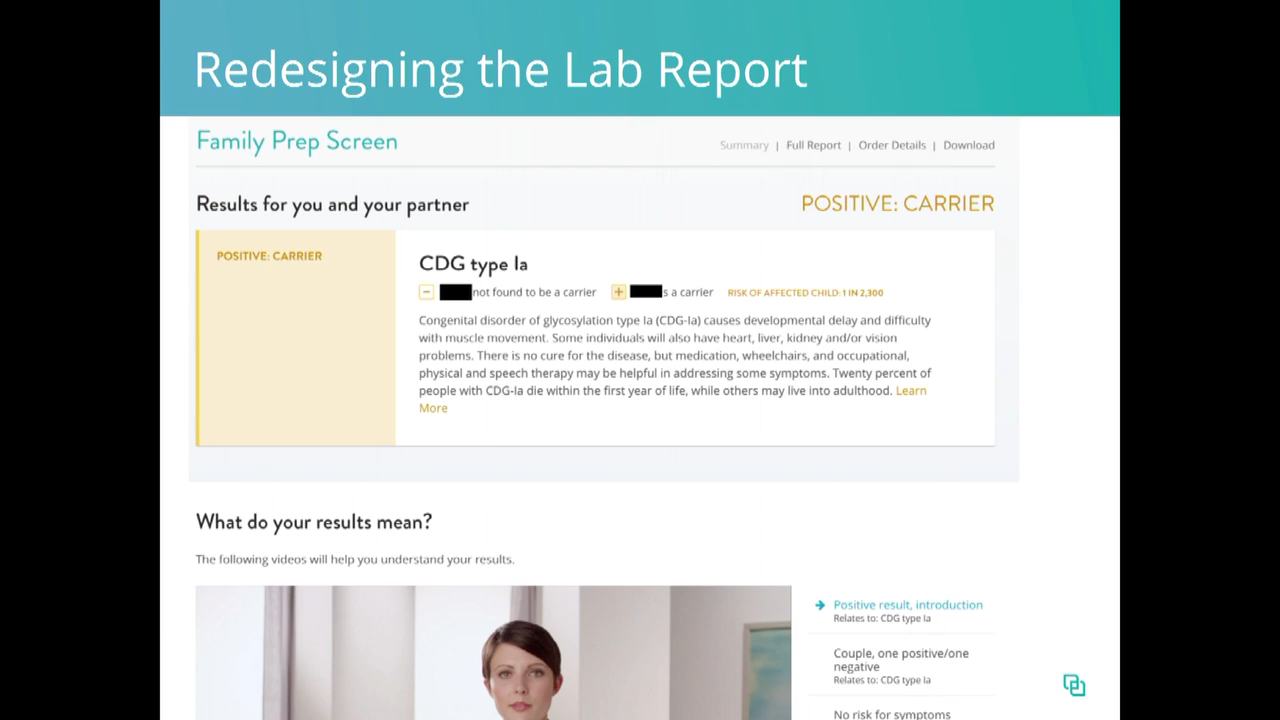 Redesigning the Lab Report
Family Prep Screen
Summary | Full Report | Order Details | Download
Results for you and your partner
POSITIVE: CARRIER
POSITIVE: CARRIER
CDG type Ia
not found to be a carrier
s a carrier
RISK OF AFFECTED CHILD: 1 IN 2,300
Congenital disorder of glycosylation type Ia (CDG-Ia) causes developmental delay and difficulty
with muscle movement. Some individuals will also have heart, liver, kidney and/or vision
problems. There is no cure for the disease, but medication, wheelchairs, and occupational,
physical and speech therapy may be helpful in addressing some symptoms. Twenty percent of
people with CDG-Ia die within the first year of life, while others may live into adulthood. Learn
More
What do your results mean?
The following videos will help you understand your results.
Positive result, introduction
Relates to: CDG type Ia
Couple, one positive/one
negative
Relates to: CDG type Ia
No risk for symptoms